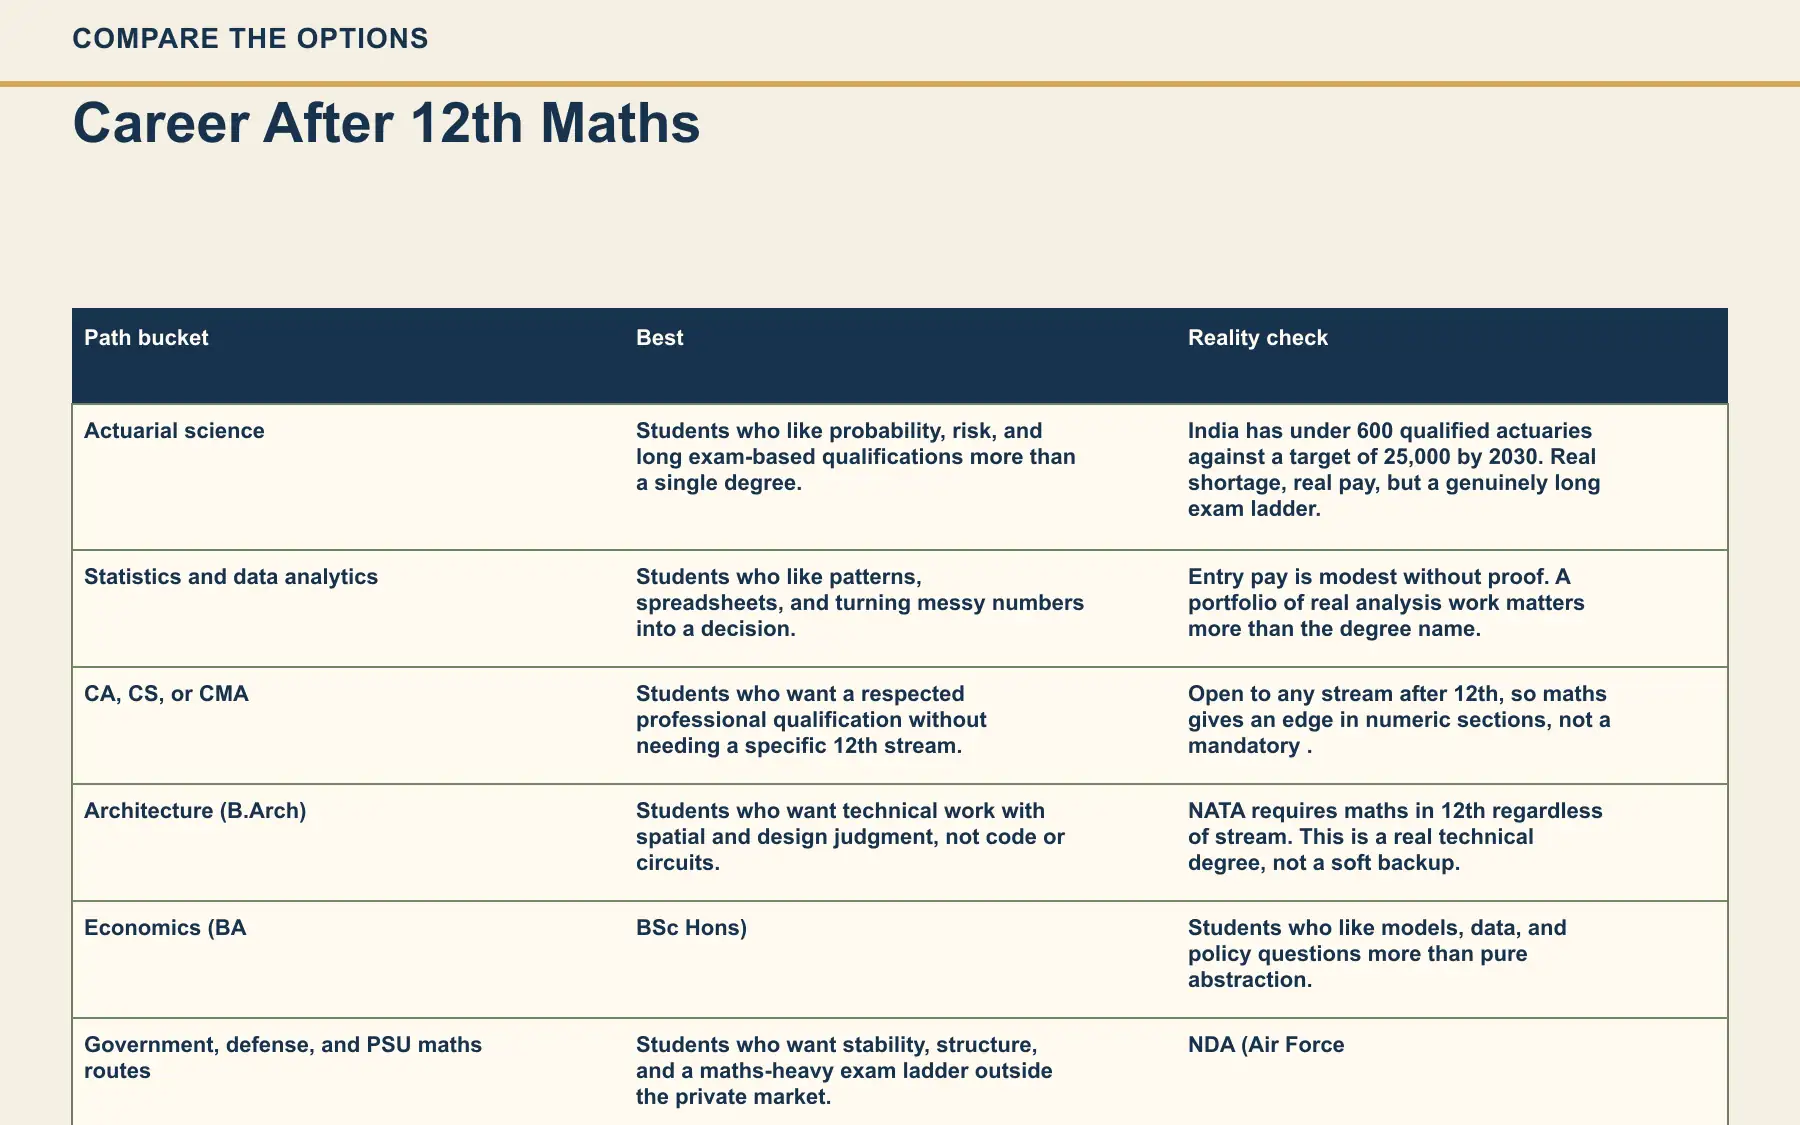 COMPARE THE OPTIONS
Career After 12th Maths
Path bucket
Best
Reality check
Actuarial science
Students who like probability, risk, and
long exam-based qualifications more than
a single degree.
India has under 600 qualified actuaries
against a target of 25,000 by 2030. Real
shortage, real pay, but a genuinely long
exam ladder.
Statistics and data analytics
Students who like patterns,
spreadsheets, and turning messy numbers
into a decision.
Entry pay is modest without proof. A
portfolio of real analysis work matters
more than the degree name.
CA, CS, or CMA
Students who want a respected
professional qualification without
needing a specific 12th stream.
Open to any stream after 12th, so maths
gives an edge in numeric sections, not a
mandatory .
Architecture (B.Arch)
Students who want technical work with
spatial and design judgment, not code or
circuits.
NATA requires maths in 12th regardless
of stream. This is a real technical
degree, not a soft backup.
Economics (BA
BSc Hons)
Students who like models, data, and
policy questions more than pure
abstraction.
Government, defense, and PSU maths
routes
Students who want stability, structure,
and a maths-heavy exam ladder outside
the private market.
NDA (Air Force